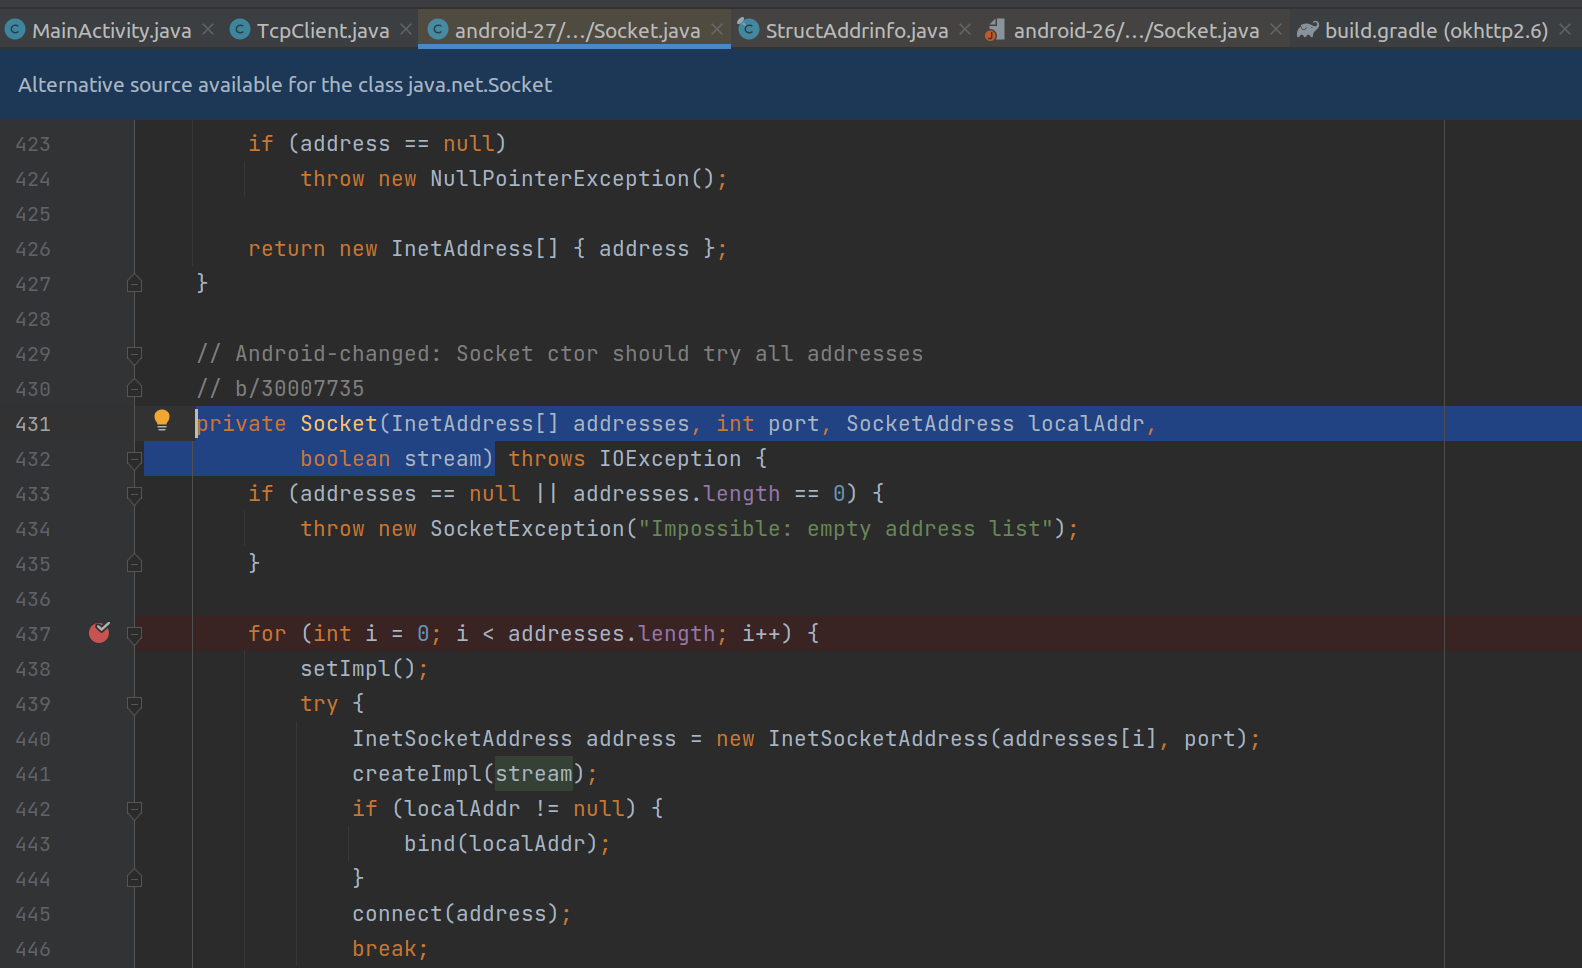 MainActivity.java TcpClient.java android-27/.../Socket.java StructAddrinfo.java android-26/.../Socket.java build.gradle (okhttp2.6)
Alternative source available for the class java.net.Socket
423 if (address == null)
424 throw new NullPointerException();
425
426 return new InetAddress[] { address };
427 }
428
429 // Android-changed: Socket ctor should try all addresses
430 // b/30007735
431 private Socket(InetAddress[] addresses, int port, SocketAddress localAddr,
432 boolean stream) throws IOException {
433 if (addresses == null || addresses.length == 0) {
434 throw new SocketException("Impossible: empty address list");
435 }
436
437 for (int i = 0; i < addresses.length; i++) {
438 setImpl();
439 try {
440 InetSocketAddress address = new InetSocketAddress(addresses[i], port);
441 createImpl(stream);
442 if (localAddr != null) {
443 bind(localAddr);
444 }
445 connect(address);
446 break;